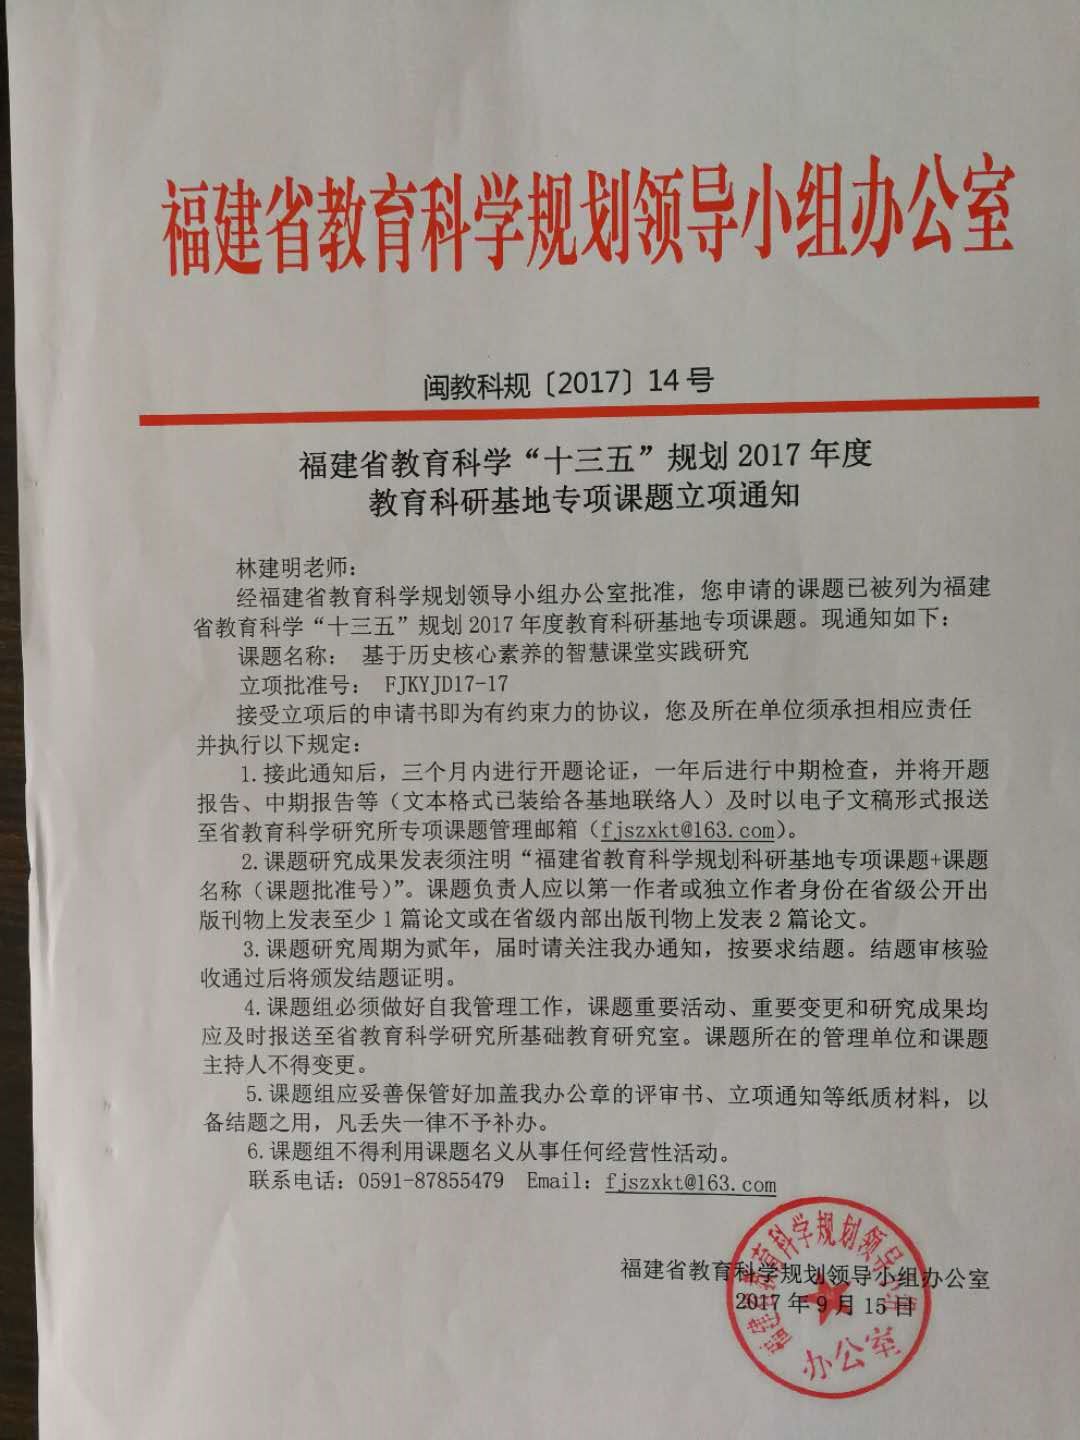 福建省教育科学规划领导小组办公室
闽教科规〔2017〕14号
福建省教育科学“十三五”规划2017年度
教育科研基地专项课题立项通知
林建明老师：
经福建省教育科学规划领导小组办公室批准，您申请的课题已被列为福建
省教育科学“十三五”规划2017年度教育科研基地专项课题。现通知如下：
课题名称： 基于历史核心素养的智慧课堂实践研究
立项批准号： FJKYJD17-17
接受立项后的申请书即为有约束力的协议，您及所在单位须承担相应责任
并执行以下规定：
1.接此通知后，三个月内进行开题论证，一年后进行中期检查，并将开题
报告、中期报告等（文本格式已装给各基地联络人）及时以电子文稿形式报送
至省教育科学研究所专项课题管理邮箱（fjszxkt@163.com）。
2.课题研究成果发表须注明“福建省教育科学规划科研基地专项课题+课题
名称（课题批准号）”。课题负责人应以第一作者或独立作者身份在省级公开出
版刊物上发表至少1篇论文或在省级内部出版刊物上发表2篇论文。
3.课题研究周期为贰年，届时请关注我办通知，按要求结题。结题审核验
收通过后将颁发结题证明。
4.课题组必须做好自我管理工作，课题重要活动、重要变更和研究成果均
应及时报送至省教育科学研究所基础教育研究室。课题所在的管理单位和课题
主持人不得变更。
5.课题组应妥善保管好加盖我办公章的评审书、立项通知等纸质材料，以
备结题之用，凡丢失一律不予补办。
6.课题组不得利用课题名义从事任何经营性活动。
联系电话：0591-87855479 Email：fjszxkt@163.com
福建省教育科学规划领导小组办公室
2017年9月15日
福建省教育科学规划领导小组
办公室